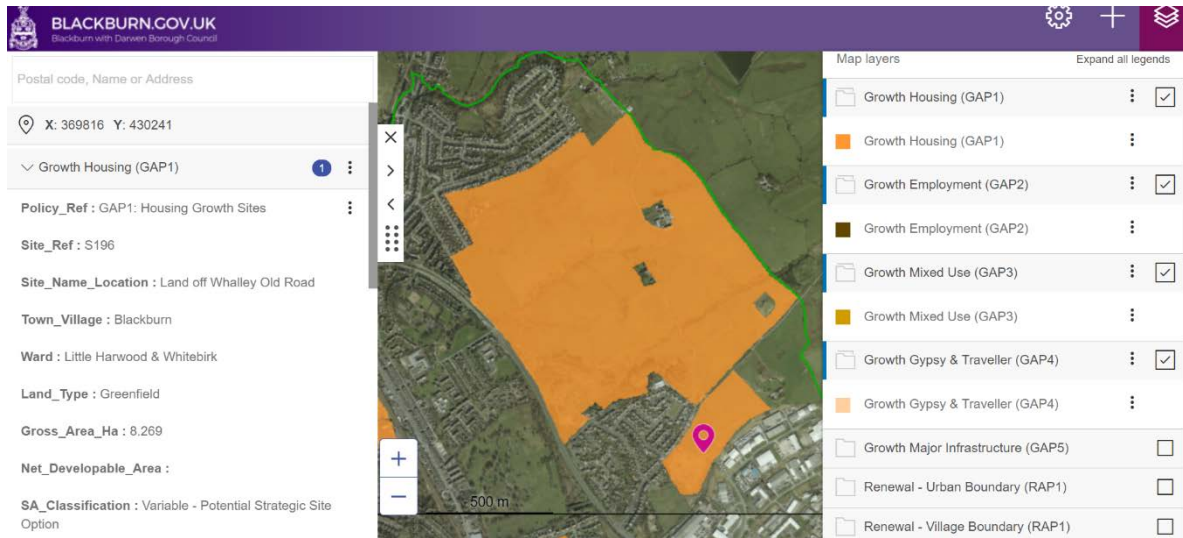 BLACKBURN.GOV.UK
Blackburn with Darwen Borough Council
Postal code, Name or Address
X: 369816 Y: 430241
Growth Housing (GAP1)
1
Policy_Ref : GAP1: Housing Growth Sites
Site_Ref : S196
Site_Name_Location : Land off Whalley Old Road
Town_Village : Blackburn
Ward : Little Harwood & Whitebirk
Land_Type : Greenfield
Gross_Area_Ha : 8.269
Net_Developable_Area :
SA_Classification : Variable - Potential Strategic Site
Option
500 m
Map layers
Expand all legends
Growth Housing (GAP1)
Growth Housing (GAP1)
Growth Employment (GAP2)
Growth Employment (GAP2)
Growth Mixed Use (GAP3)
Growth Mixed Use (GAP3)
Growth Gypsy & Traveller (GAP4)
Growth Gypsy & Traveller (GAP4)
Growth Major Infrastructure (GAP5)
Renewal - Urban Boundary (RAP1)
Renewal - Village Boundary (RAP1)